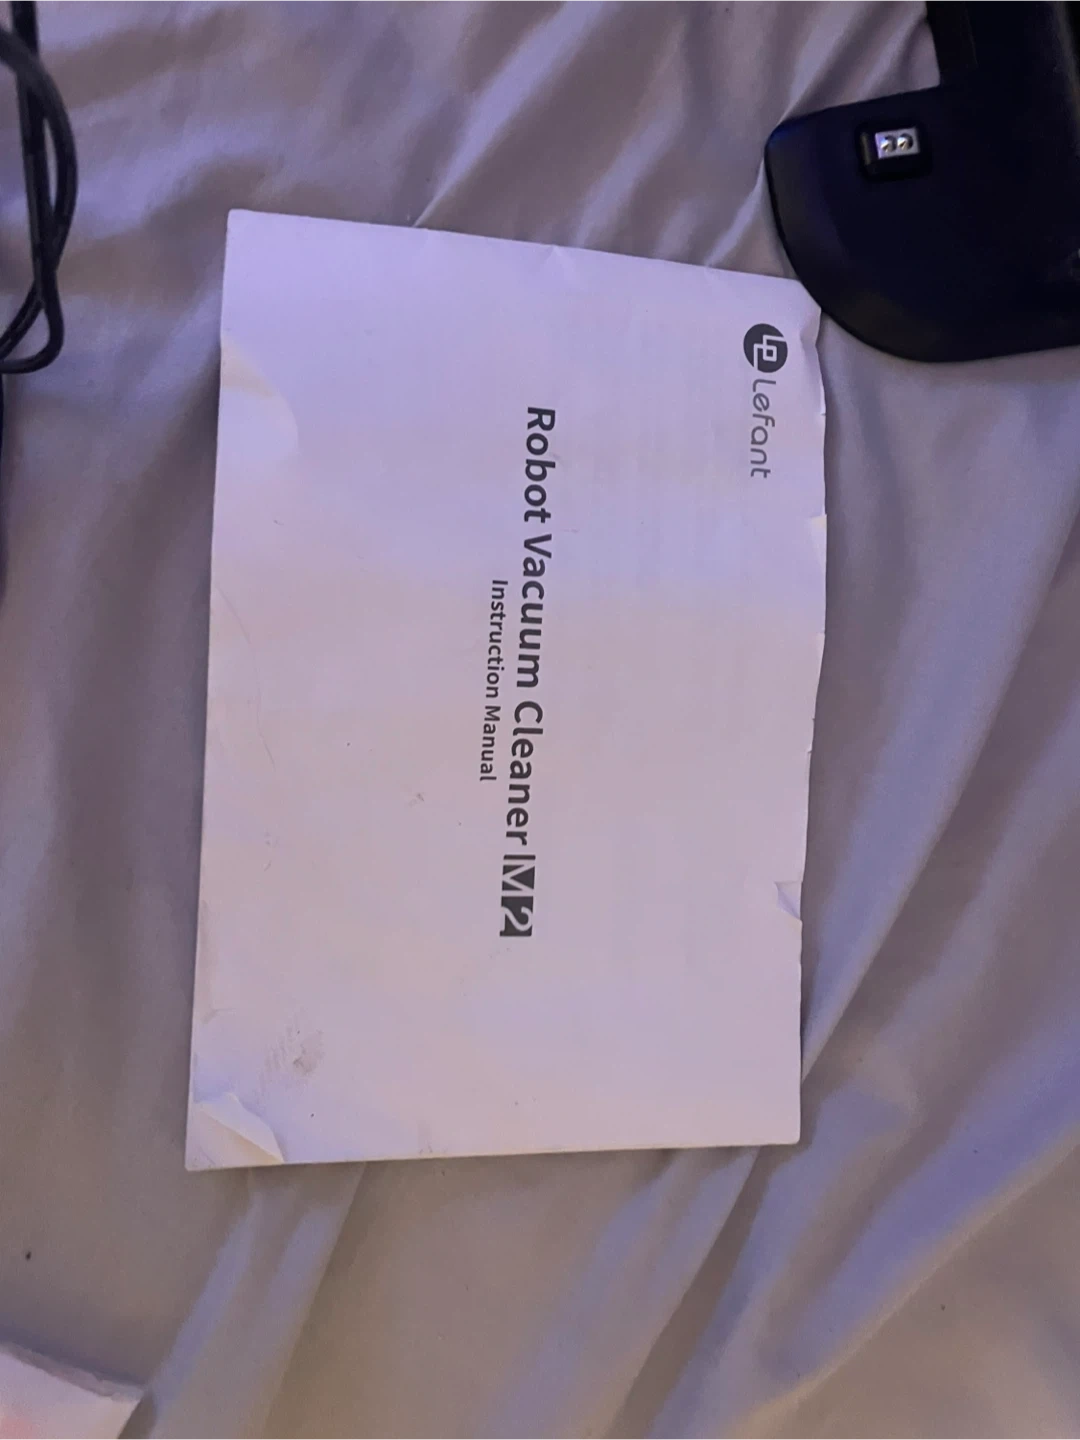 Lefant
Robot Vacuum Cleaner M2
Instruction Manual